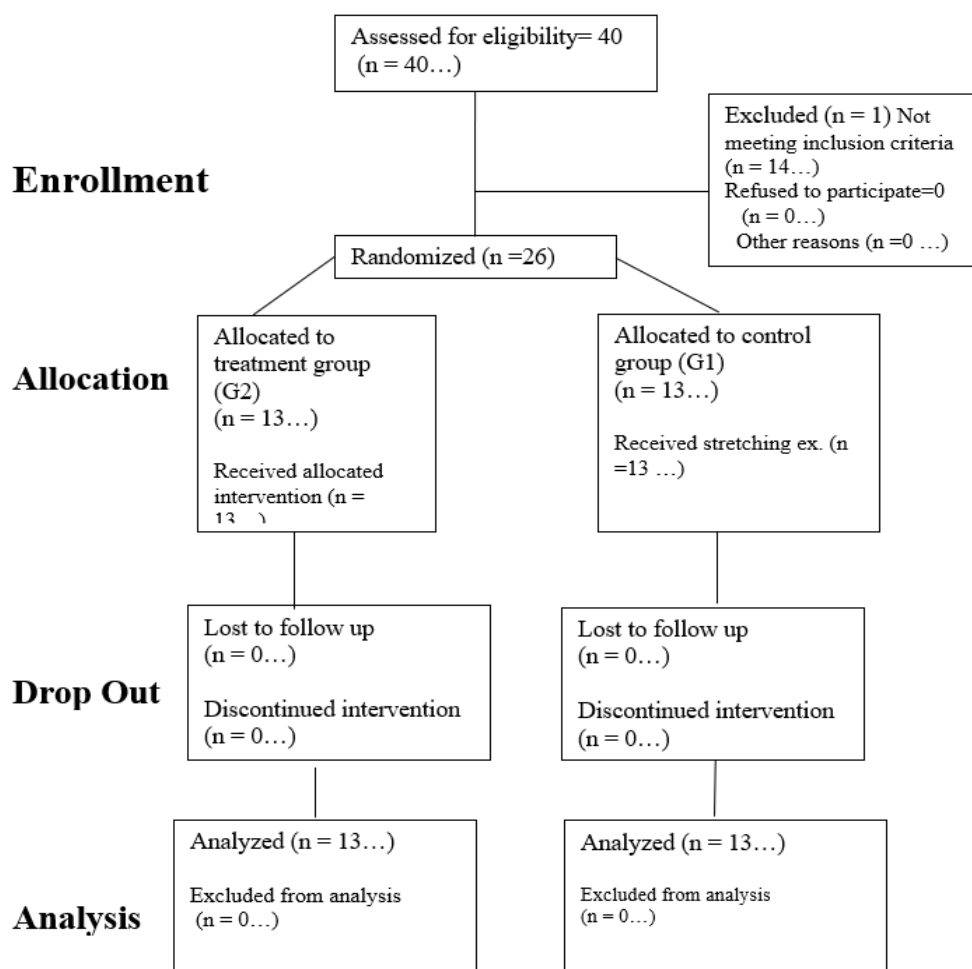 Assessed for eligibility= 40
(n = 40…)
Excluded (n = 1) Not
meeting inclusion criteria
(n = 14…)
Refused to participate=0
(n = 0…)
Other reasons (n =0 …)
Enrollment
Randomized (n =26)
Allocated to
treatment group
(G2)
(n = 13…)
Received allocated
intervention (n =
13…)
Allocated to control
group (G1)
(n = 13…)
Received stretching ex. (n
=13 …)
Allocation
Lost to follow up
(n = 0…)
Discontinued intervention
(n = 0…)
Lost to follow up
(n = 0…)
Discontinued intervention
(n = 0…)
Drop Out
Analyzed (n = 13…)
Excluded from analysis
(n = 0…)
Analyzed (n = 13…)
Excluded from analysis
(n = 0…)
Analysis